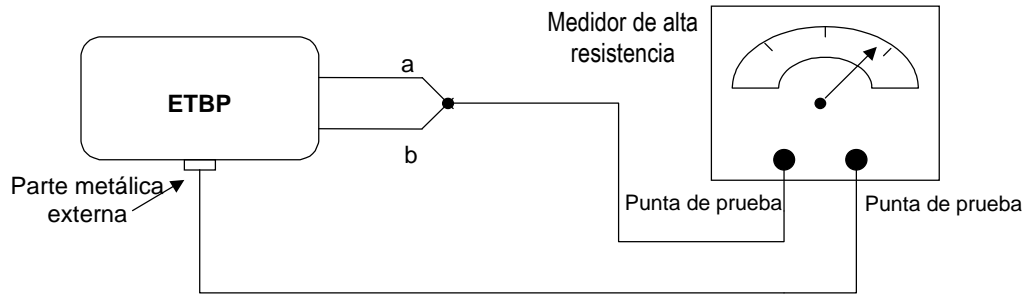 Medidor de alta
resistencia
a
ETBP
b
Parte metálica
externa
Punta de prueba
Punta de prueba